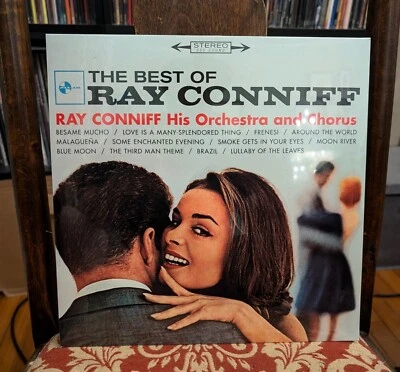 STEREO
THE BEST OF
RAY CONNIFF
RAY CONNIFF His Orchestra and Chorus
BESAME MUCHO / LOVE IS A MANY-SPLENDORED THING / FRENESI / AROUND THE WORLD
MALAGUEÑA / SOME ENCHANTED EVENING / SMOKE GETS IN YOUR EYES / MOON RIVER
BLUE MOON / THE THIRD MAN THEME / BRAZIL / LULLABY OF THE LEAVES